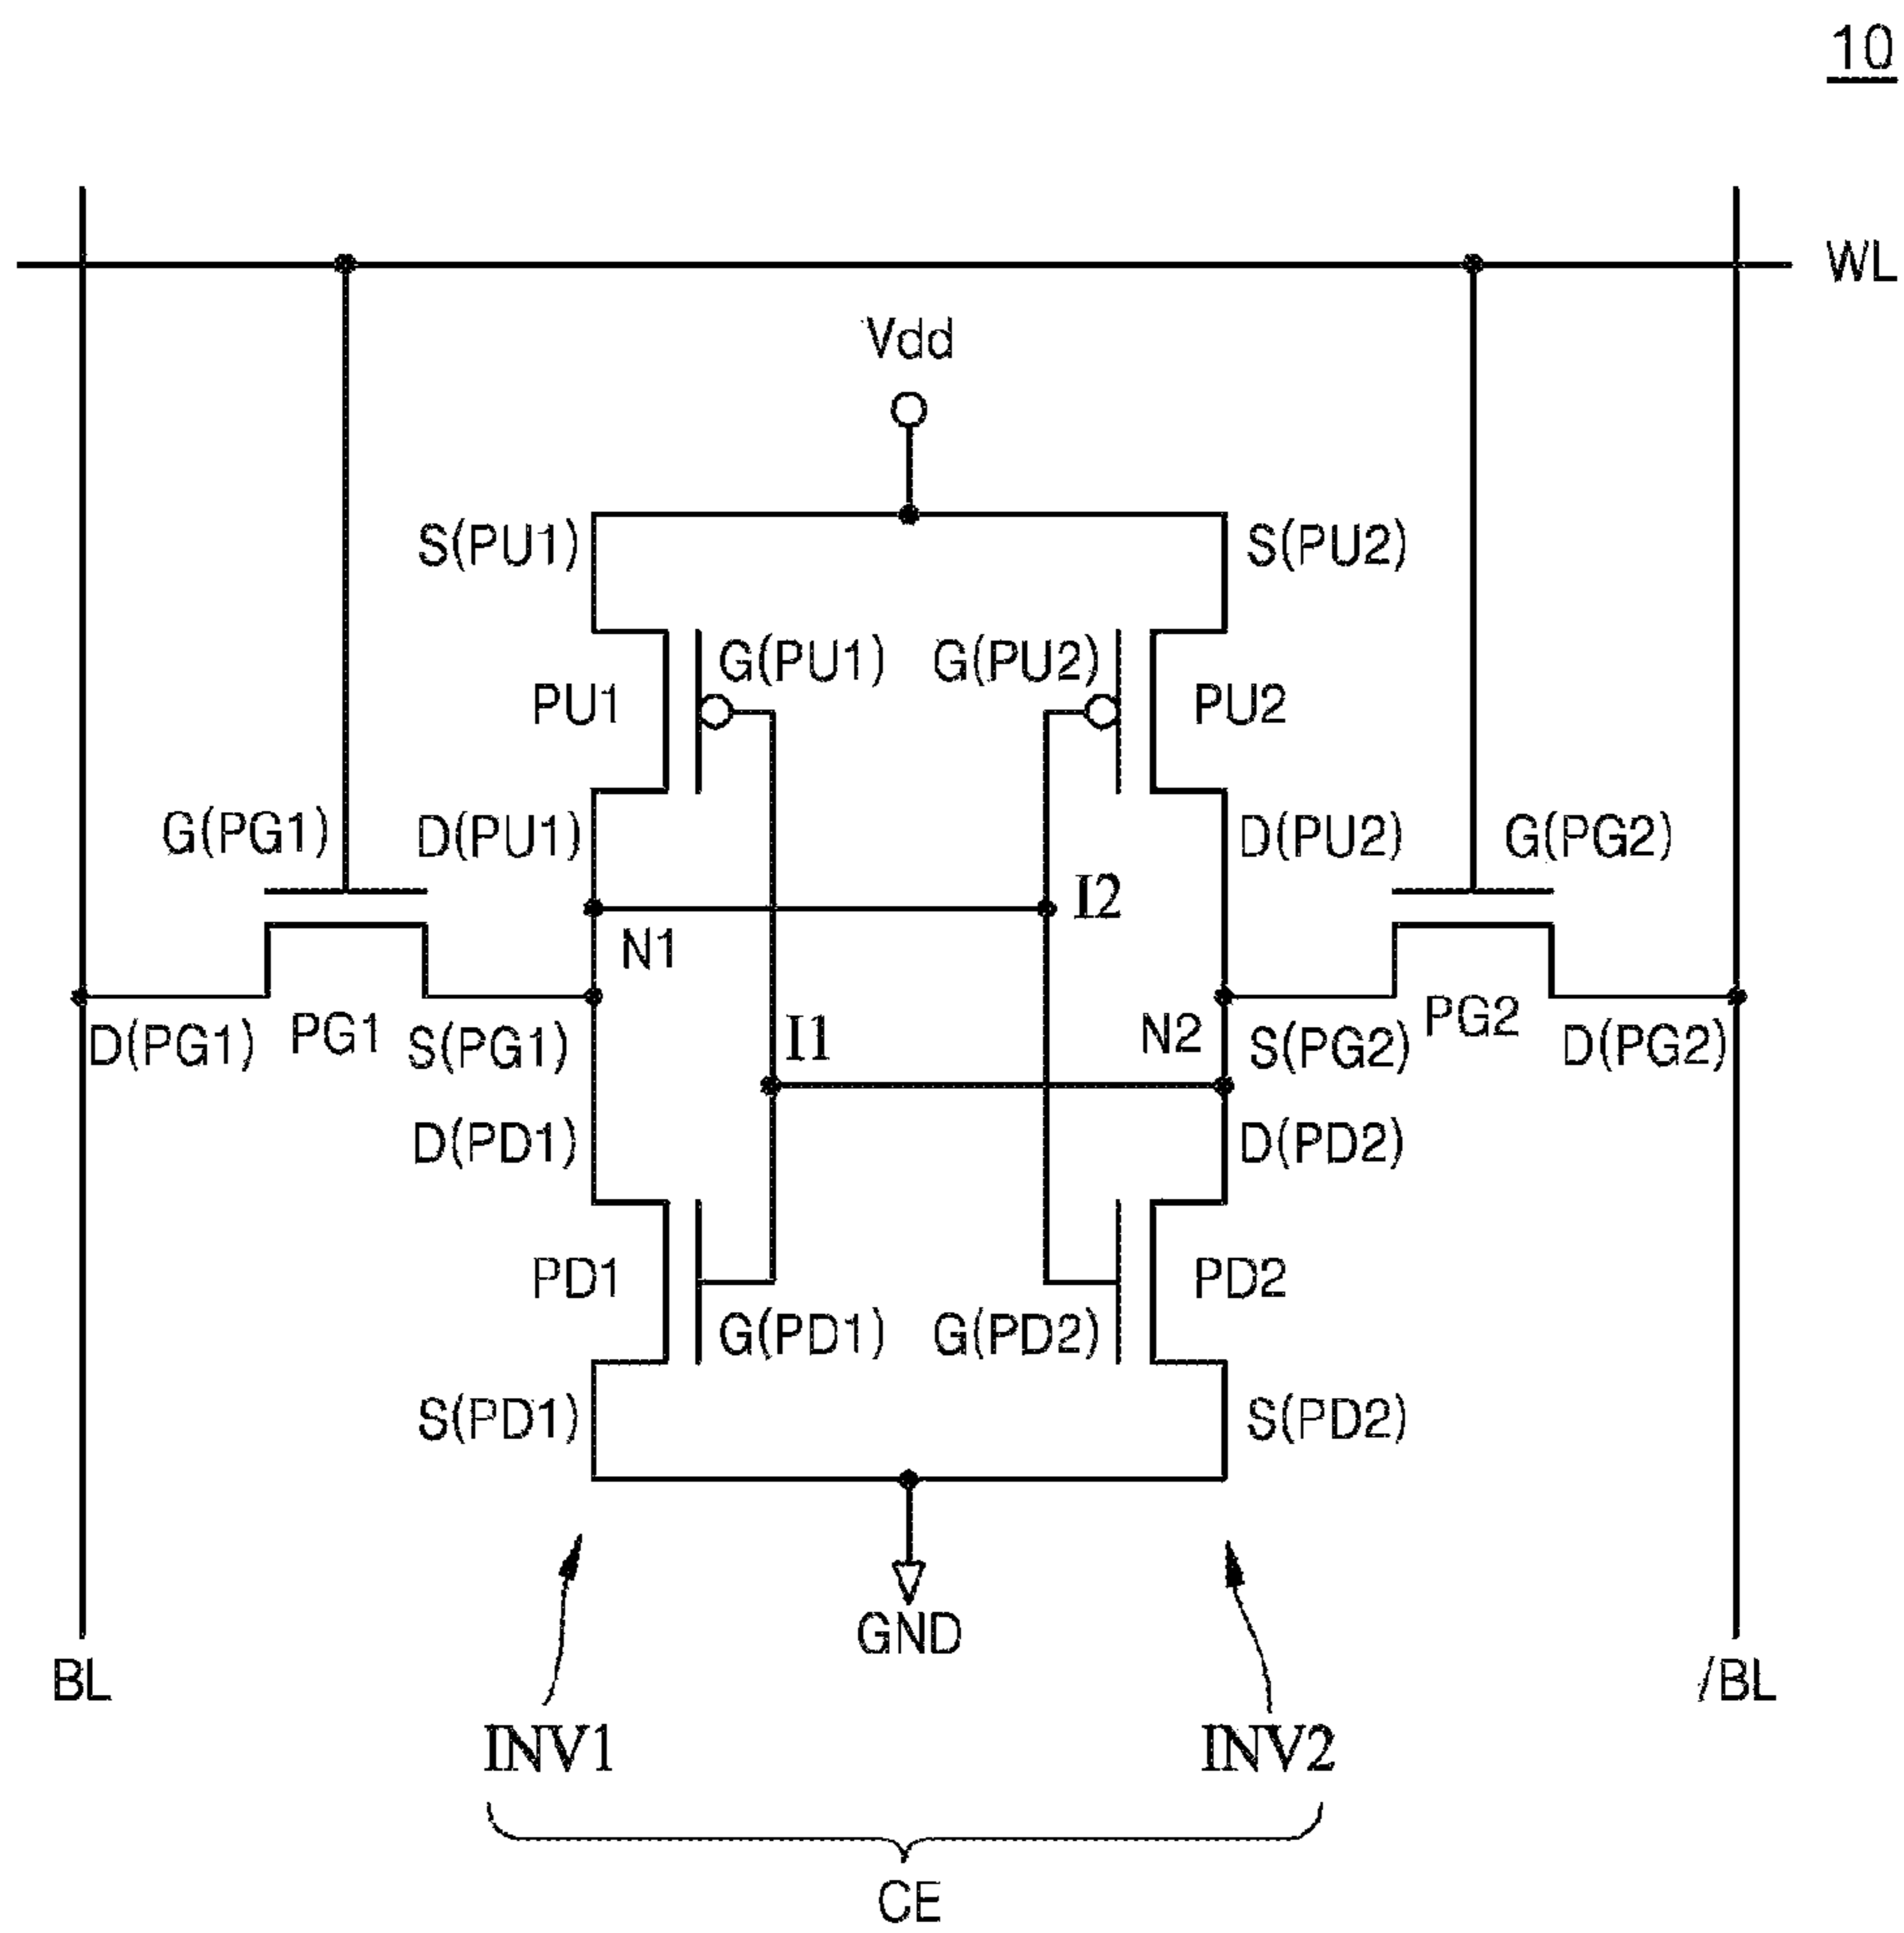 10
WL
Vdd
S(PU1) S(PU2)
G(PU1) G(PU2)
PU1 PU2
G(PG1) D(PU1) D(PU2) G(PG2)
I2
N1
D(PG1) PG1 S(PG1) I1 N2 S(PG2) PG2 D(PG2)
D(PD1) D(PD2)
PD1 PD2
G(PD1) G(PD2)
S(PD1) S(PD2)
GND
BL /BL
INV1 INV2
CE